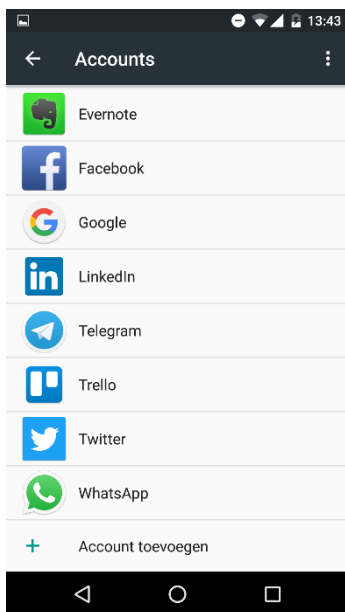 13:43
Accounts
Evernote
Facebook
Google
LinkedIn
Telegram
Trello
Twitter
WhatsApp
Account toevoegen